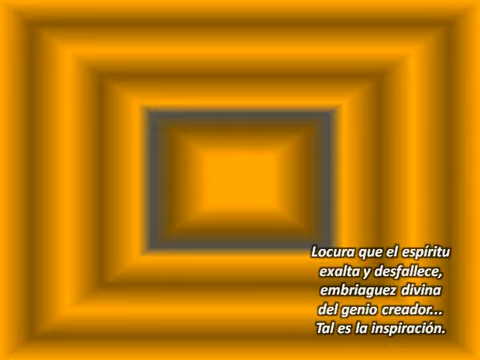 Locura que el espíritu
exalta y desfallece,
embriaguez divina
del genio creador...
Tal es la inspiración.